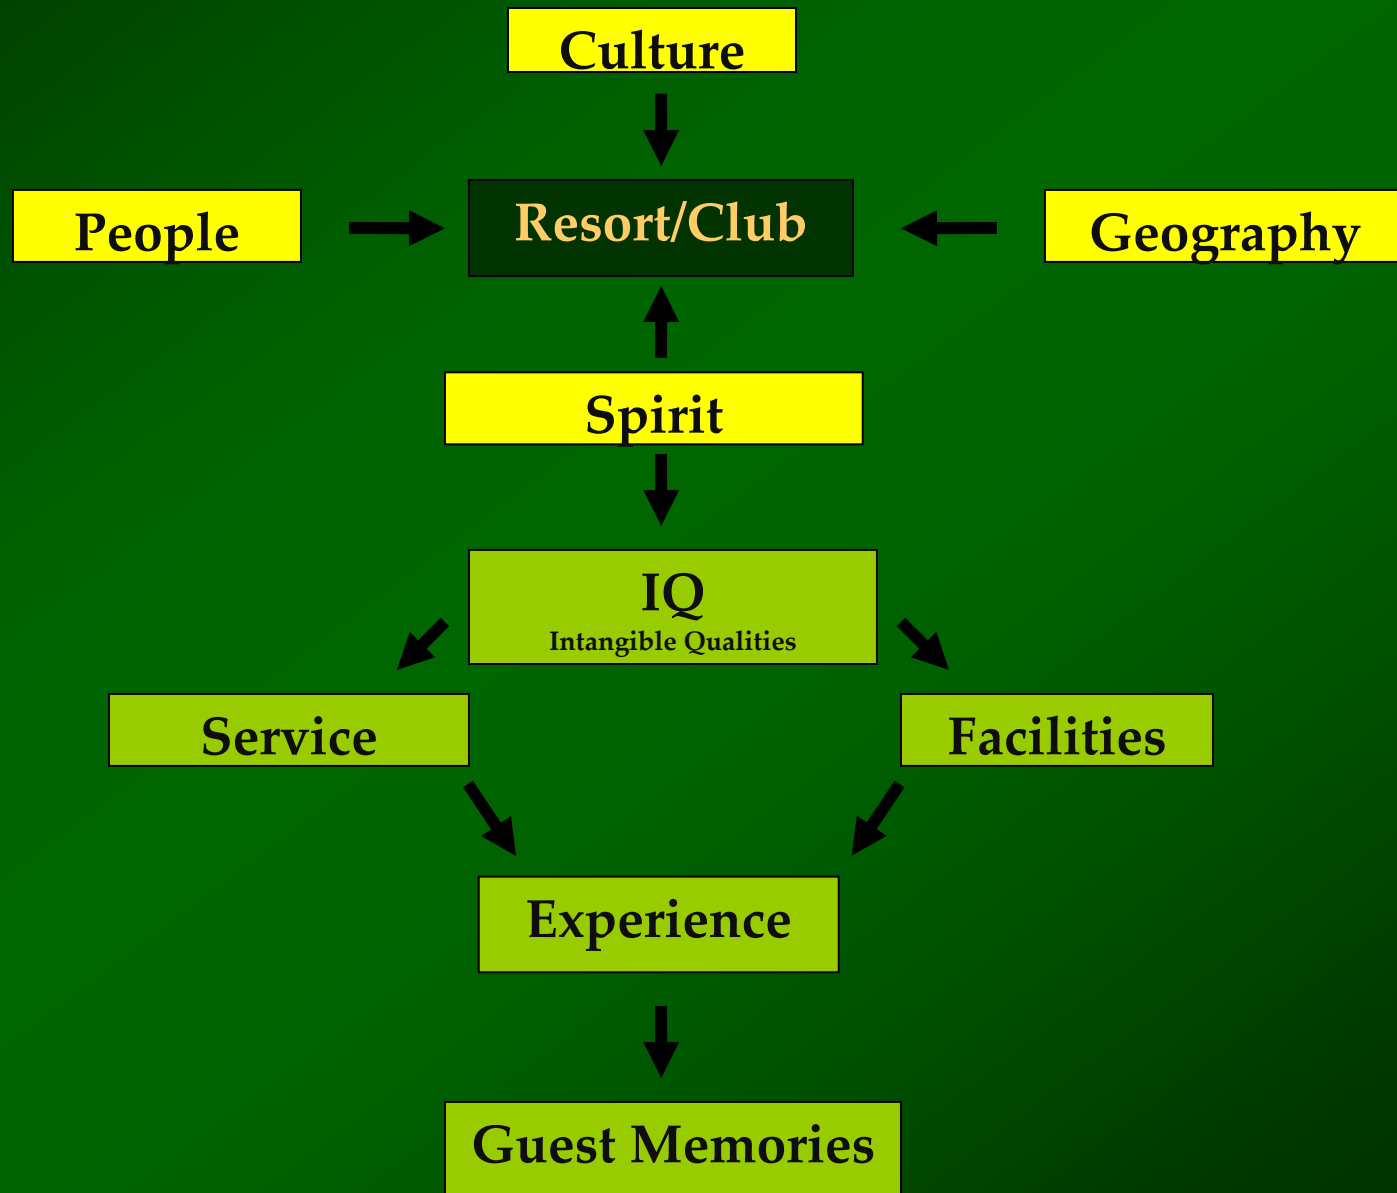 Culture
People
Resort/Club
Geography
Spirit
IQ
Intangible Qualities
Service
Facilities
Experience
Guest Memories